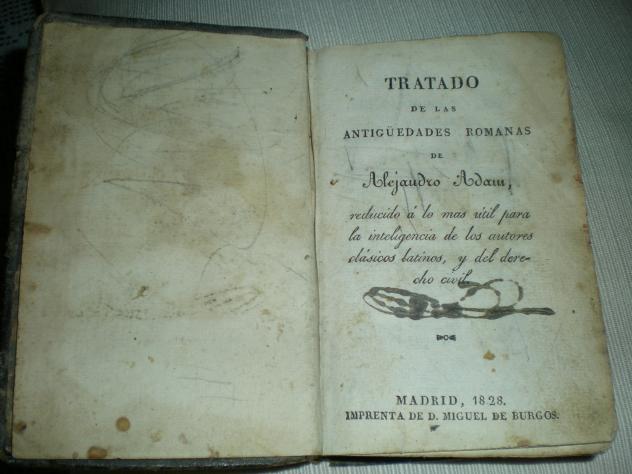 TRATADO
DE LAS
ANTIGÜEDADES ROMANAS
DE
Alejandro Adam,
reducido á lo mas útil para
la inteligencia de los autores
clásicos latinos, y del dere-
cho civil.
MADRID, 1828.
IMPRENTA DE D. MIGUEL DE BURGOS.